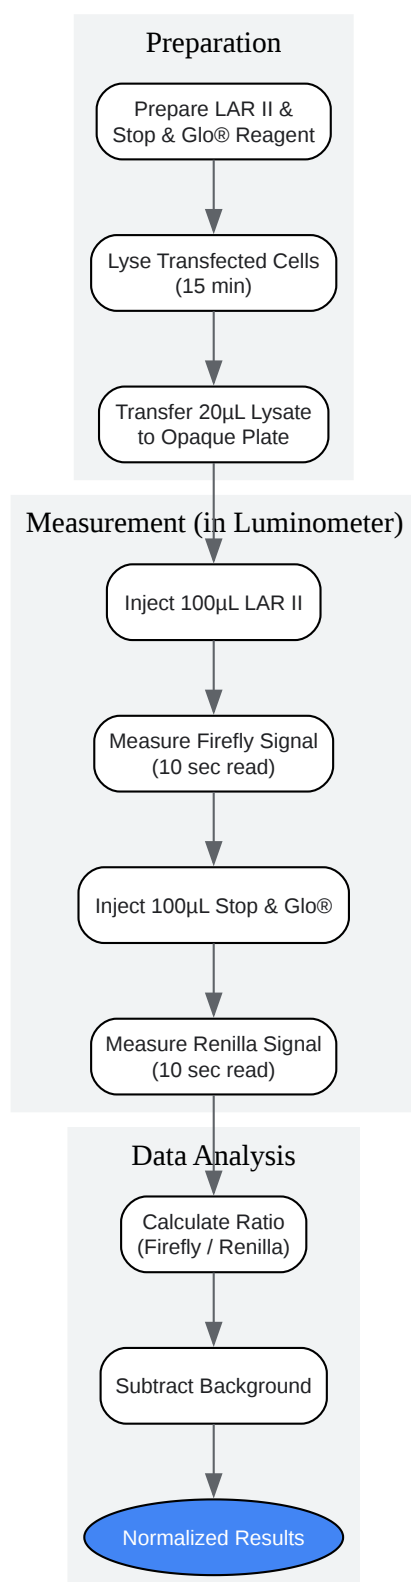 Preparation
Prepare LAR II &
Stop & Glo® Reagent
Lyse Transfected Cells
(15 min)
Transfer 20µL Lysate
to Opaque Plate
Measurement (in Luminometer)
Inject 100µL LAR II
Measure Firefly Signal
(10 sec read)
Inject 100µL Stop & Glo®
Measure Renilla Signal
(10 sec read)
Data Analysis
Calculate Ratio
(Firefly / Renilla)
Subtract Background
Normalized Results